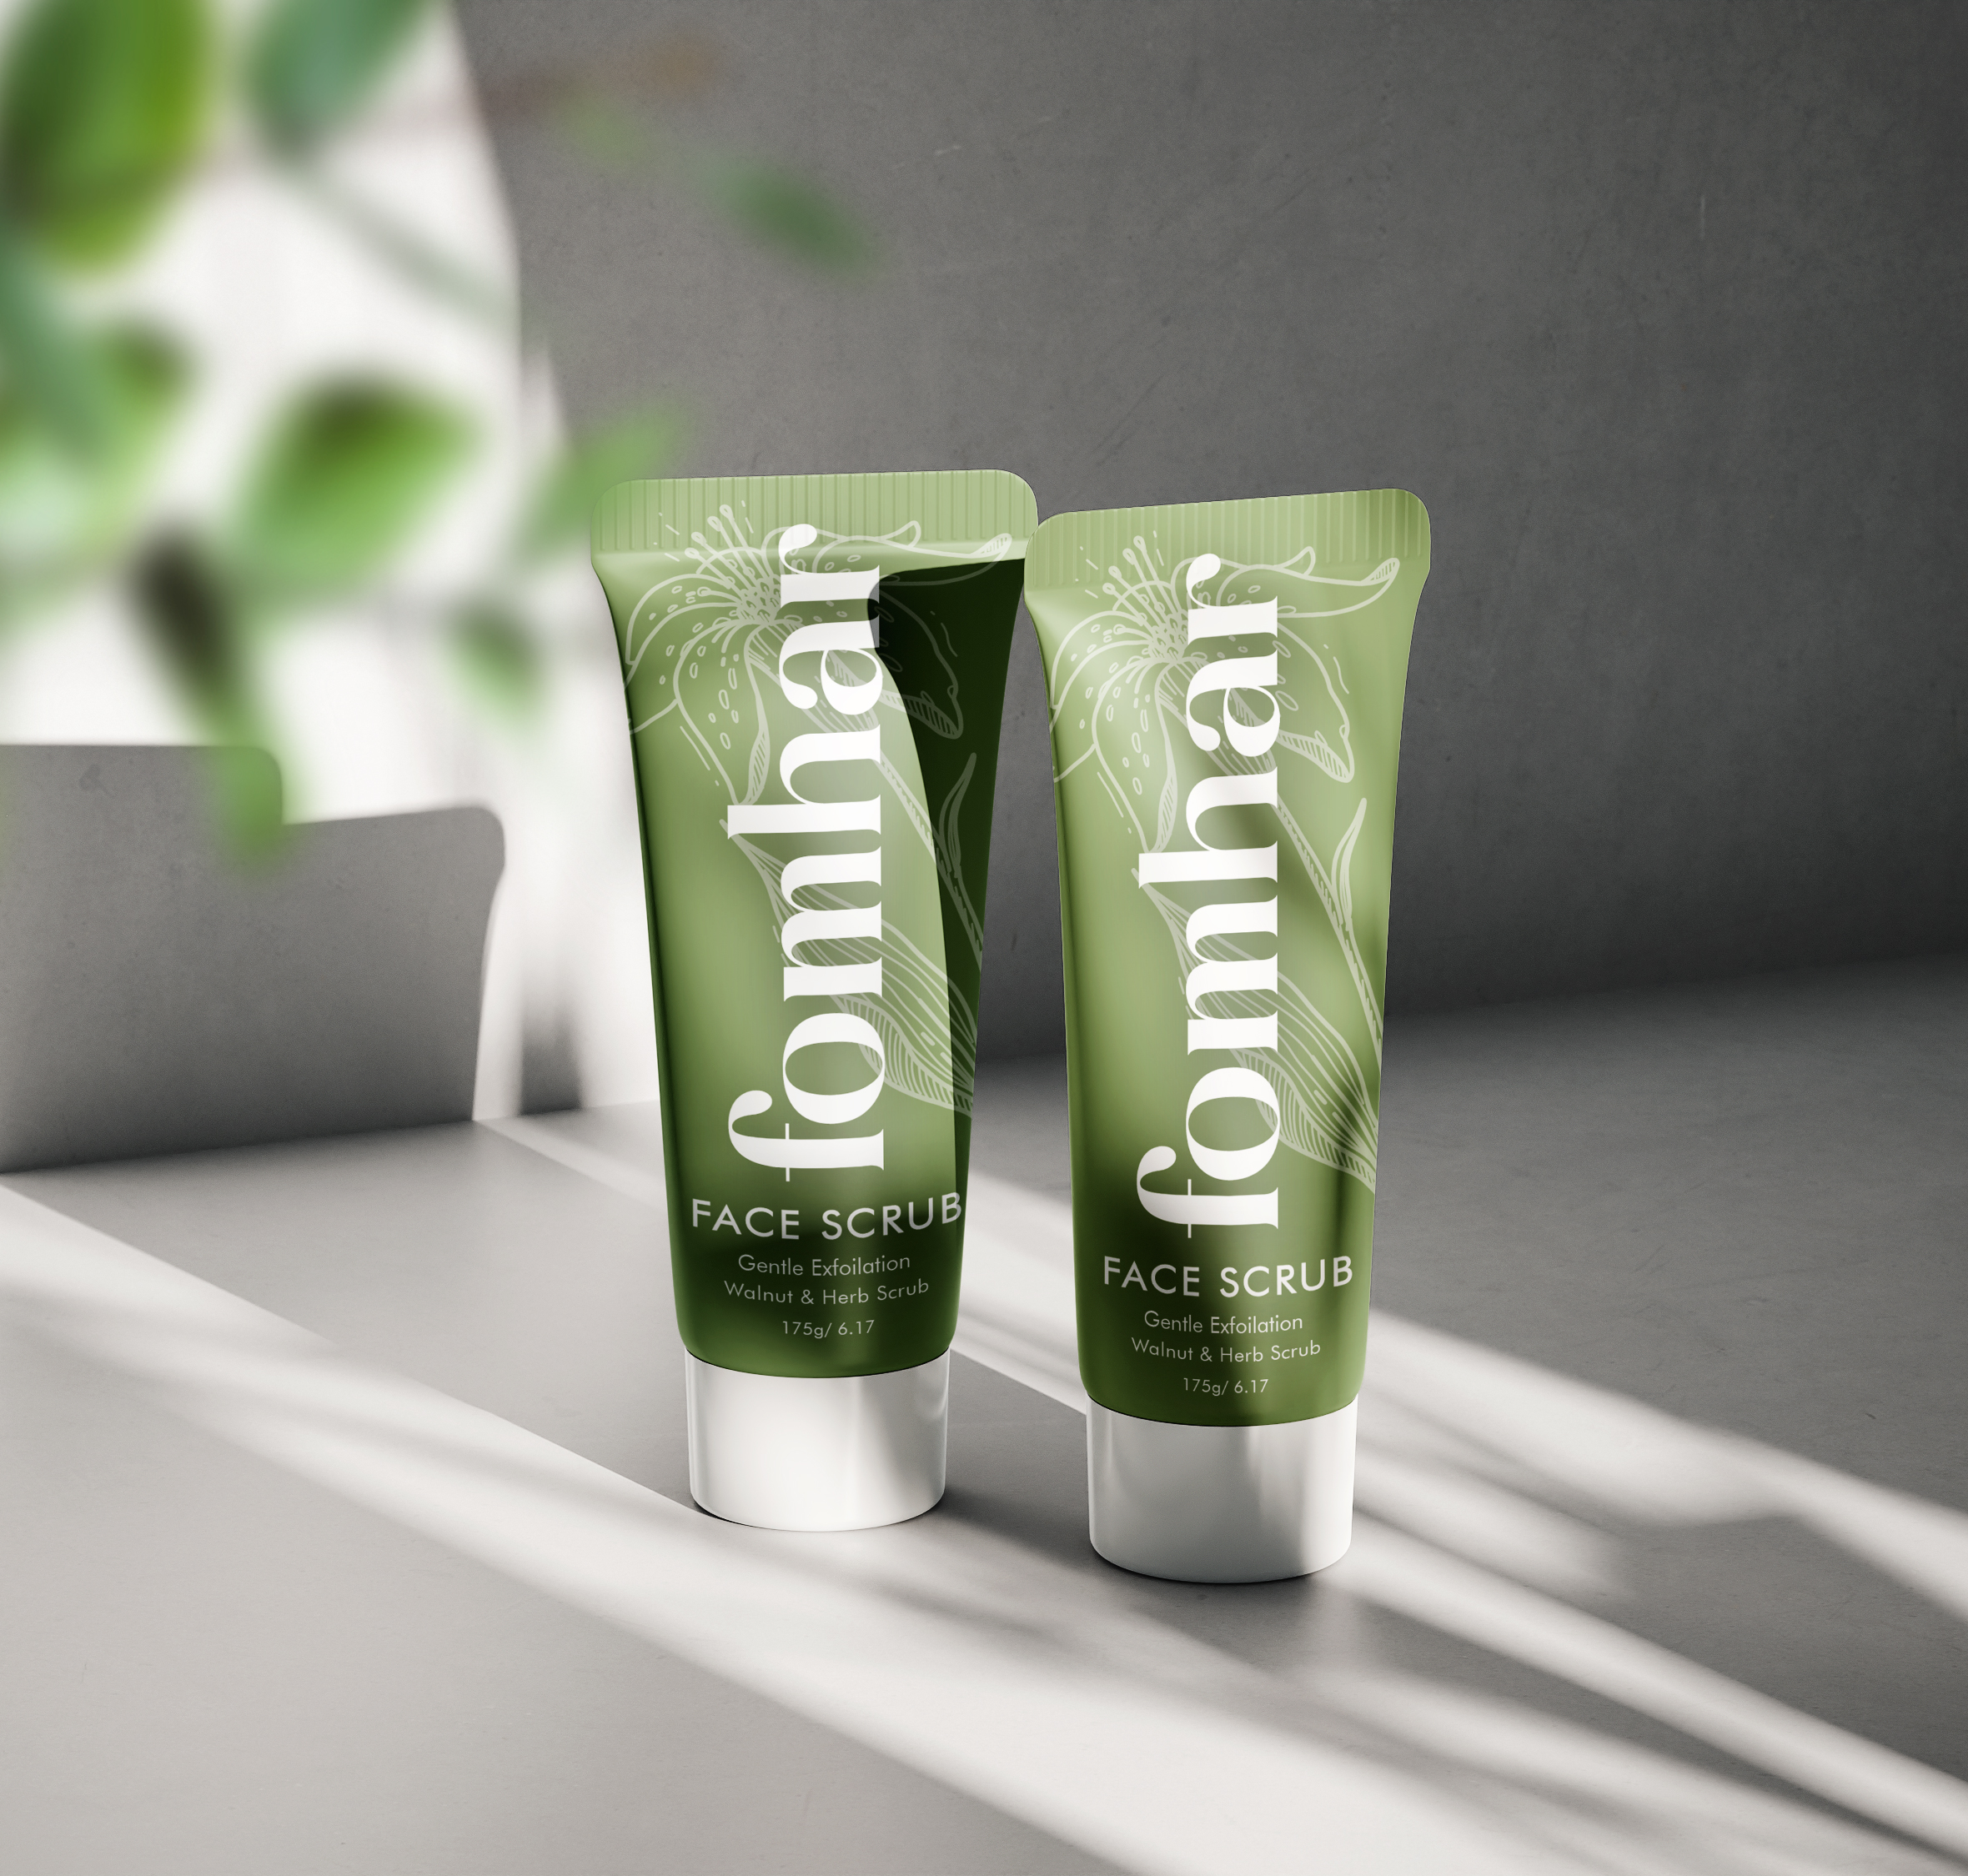 fomhar
FACE SCRUB
Gentle Exfoilation
Walnut & Herb Scrub
175g/ 6.17
fomhar
FACE SCRUB
Gentle Exfoilation
Walnut & Herb Scrub
175g/ 6.17